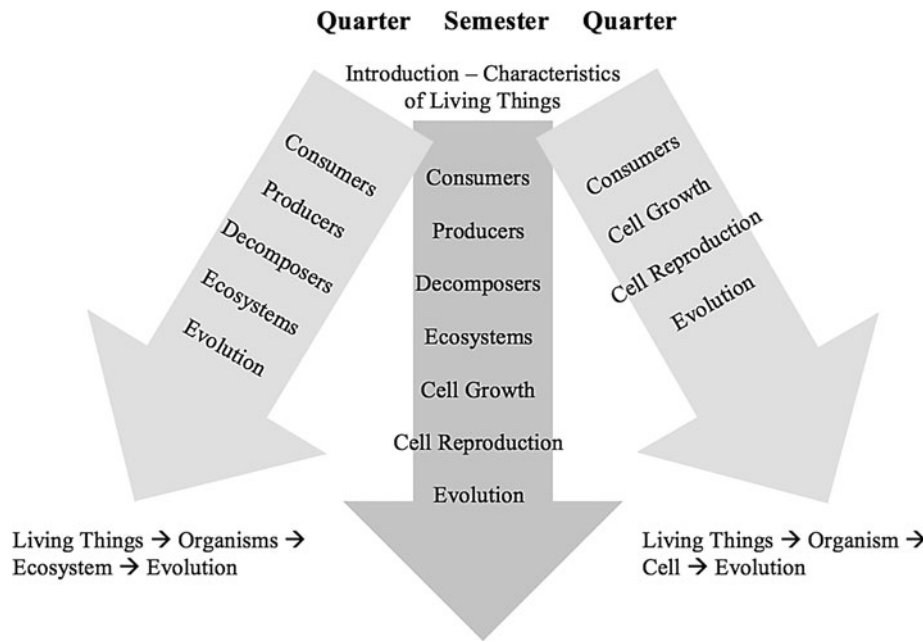 Quarter Semester Quarter
Introduction – Characteristics
of Living Things
Consumers
Producers
Decomposers
Ecosystems
Evolution
Consumers
Producers
Decomposers
Ecosystems
Cell Growth
Cell Reproduction
Evolution
Consumers
Cell Growth
Cell Reproduction
Evolution
Living Things → Organisms →
Ecosystem → Evolution
Living Things → Organism →
Cell → Evolution